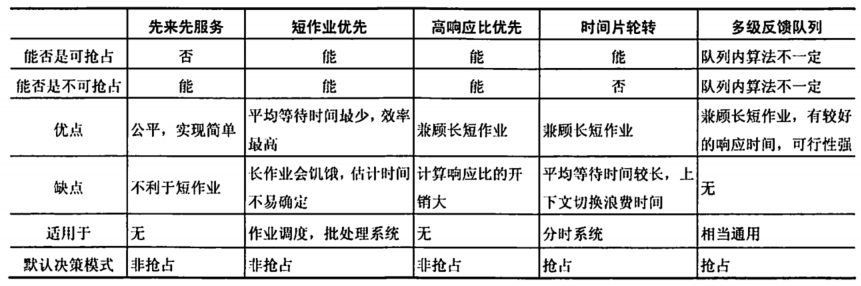 先来先服务 短作业优先 高响应比优先 时间片轮转 多级反馈队列
能否是可抢占 否 能 能 能 队列内算法不一定
能否是不可抢占 能 能 能 否 队列内算法不一定
优点 公平，实现简单 平均等待时间最少，效率最高 兼顾长短作业 兼顾长短作业 兼顾长短作业，有较好的响应时间，可行性强
缺点 不利于短作业 长作业会饥饿，估计时间不易确定 计算响应比的开销大 平均等待时间较长，上下文切换浪费时间 无
适用于 无 作业调度，批处理系统 无 分时系统 相当通用
默认决策模式 非抢占 非抢占 非抢占 抢占 抢占